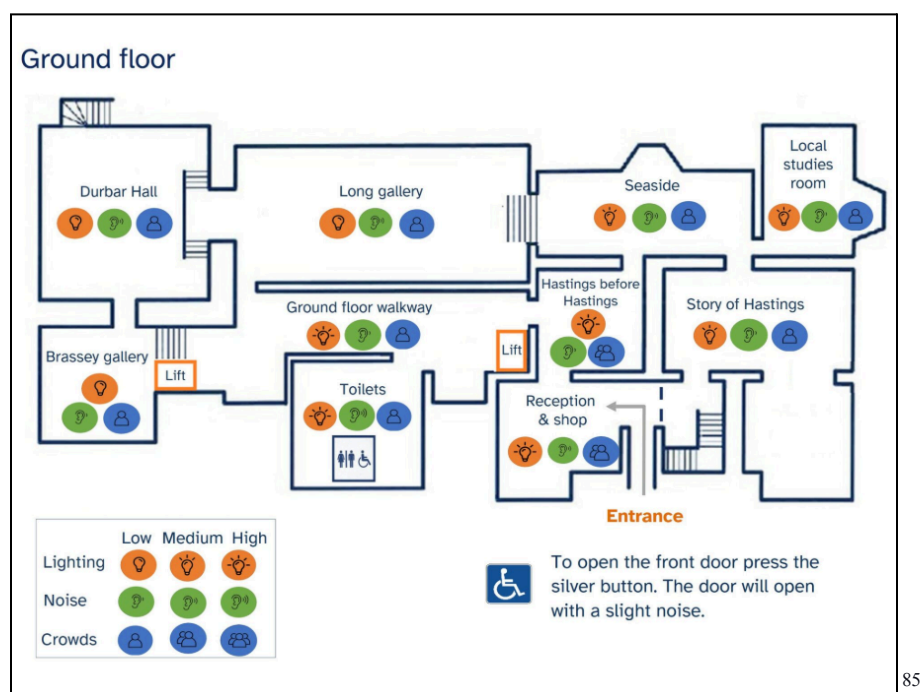 Ground floor
Durbar Hall
Long gallery
Seaside
Local
studies
room
Hastings before
Hastings
Story of Hastings
Ground floor walkway
Brassey gallery
Lift
Lift
Toilets
Reception
& shop
Entrance
Low Medium High
Lighting
Noise
Crowds
To open the front door press the
silver button. The door will open
with a slight noise.
85